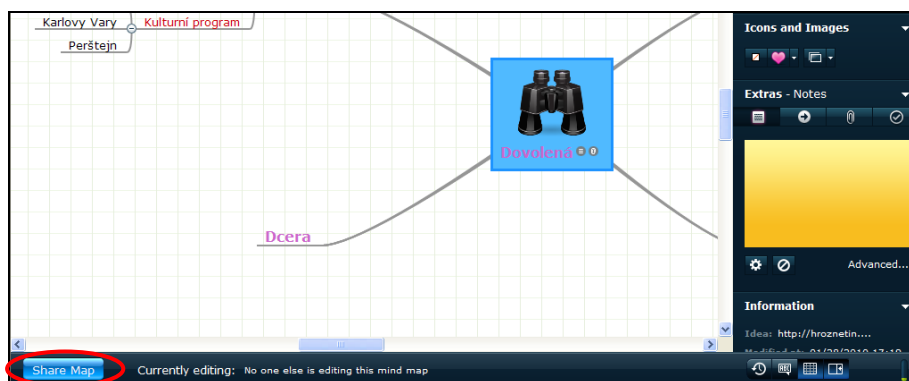 Karlovy Vary
Kulturní program
Perštejn
Dovolená
Dcera
Icons and Images
Extras - Notes
Advanced...
Information
Idea: http://hroznetin....
Share Map
Currently editing: No one else is editing this mind map